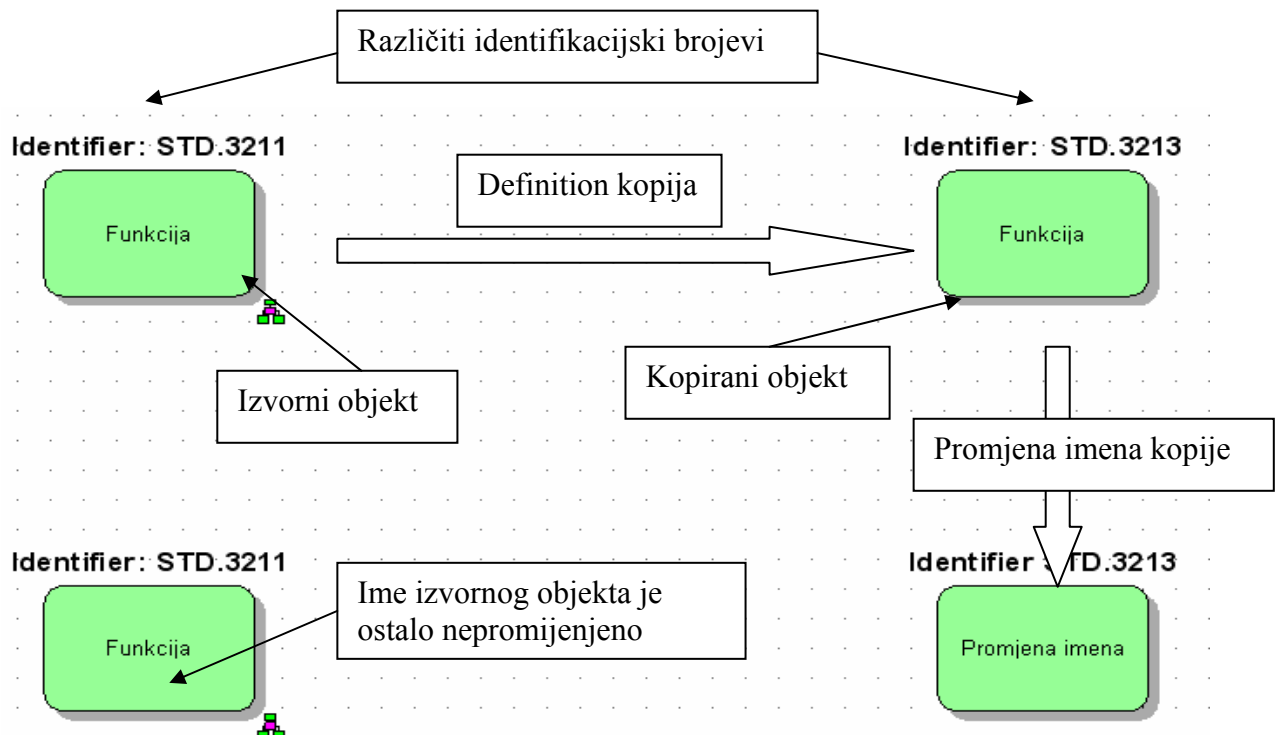 Različiti identifikacijski brojevi
Identifier: STD.3211
Identifier: STD.3213
Definition kopija
Funkcija
Funkcija
Izvorni objekt
Kopirani objekt
Promjena imena kopije
Identifier: STD.3211
Identifier STD.3213
Ime izvornog objekta je
ostalo nepromijenjeno
Funkcija
Promjena imena